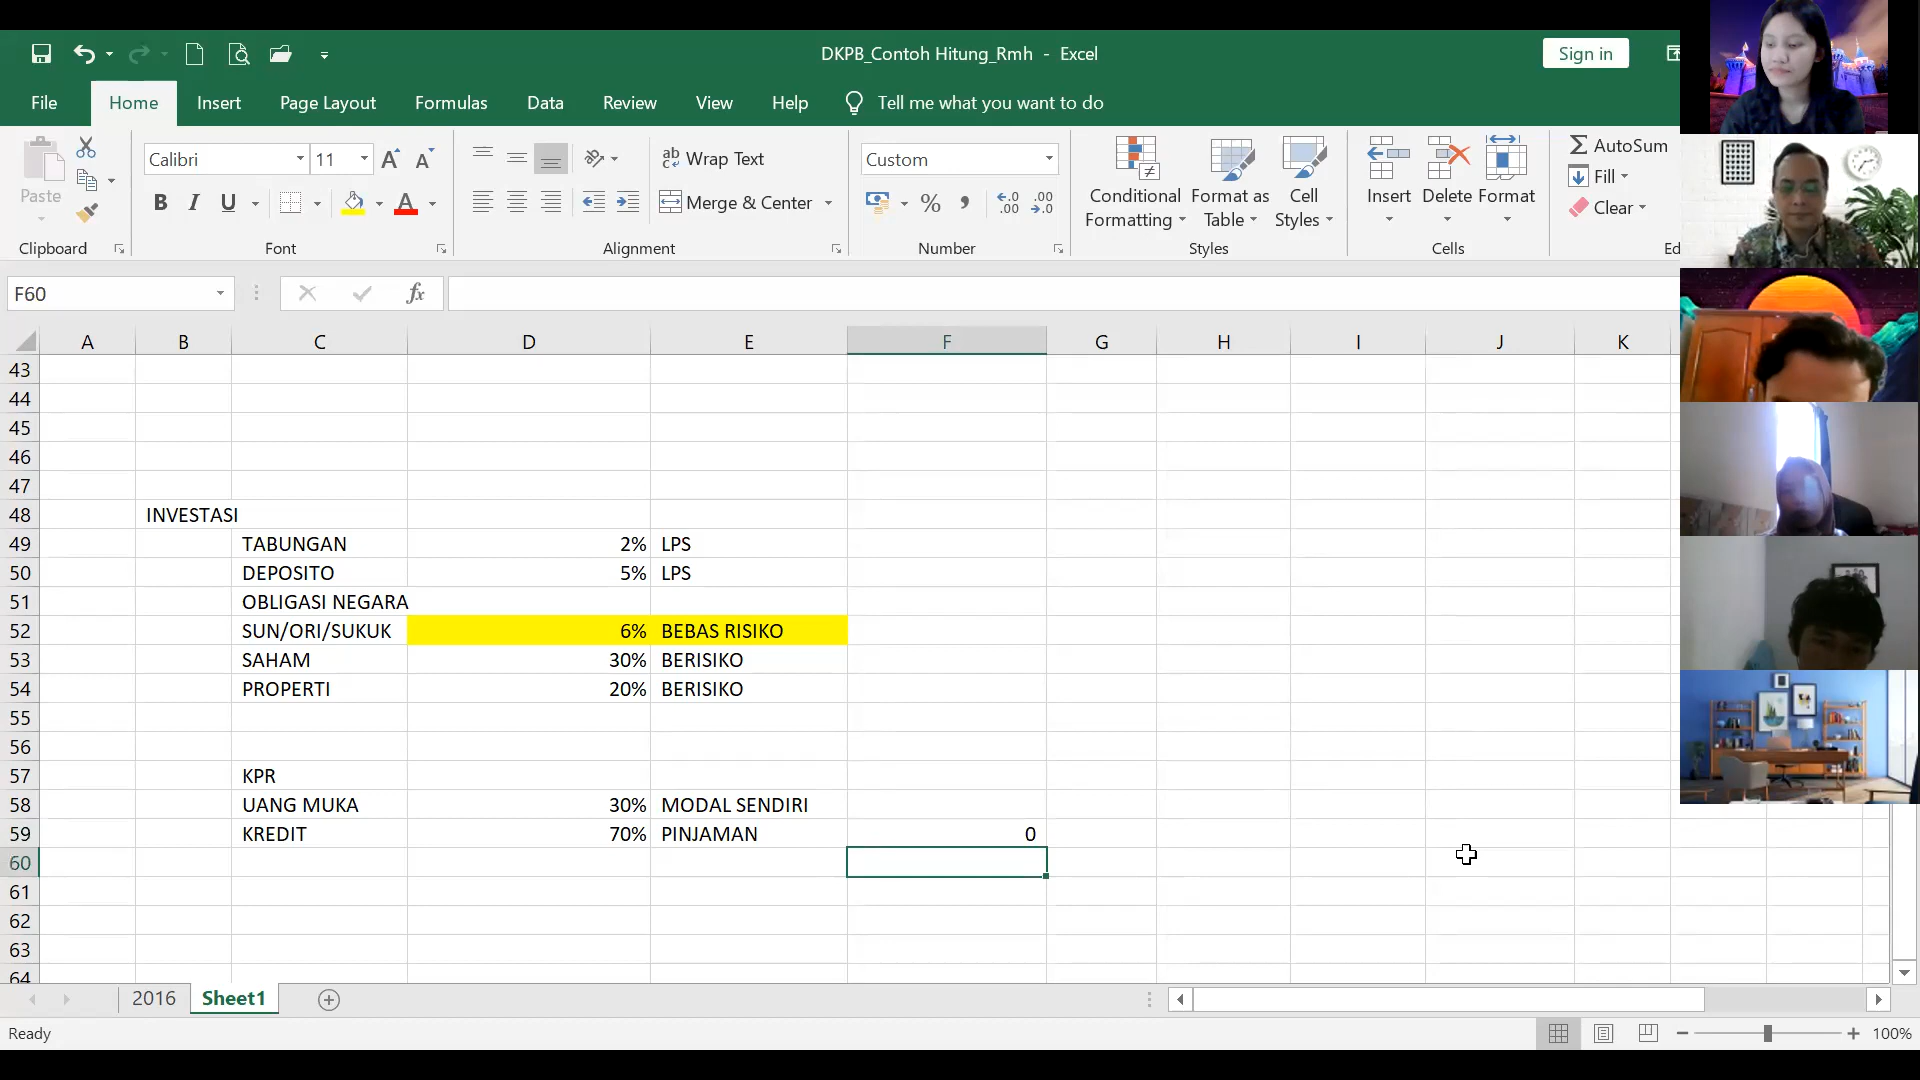 DKPB_Contoh Hitung_Rmh - Excel
Sign in
File Home Insert Page Layout Formulas Data Review View Help Tell me what you want to do
Paste
Clipboard
Calibri 11
B I U A
Font
Wrap Text
Merge & Center
Alignment
Custom
% ,
Number
Conditional Formatting
Format as Table
Cell Styles
Styles
Insert Delete Format
Cells
AutoSum
Fill
Clear
Ed
F60 fx
A B C D E F G H I J K
43
44
45
46
47
48 INVESTASI
49 TABUNGAN 2% LPS
50 DEPOSITO 5% LPS
51 OBLIGASI NEGARA
52 SUN/ORI/SUKUK 6% BEBAS RISIKO
53 SAHAM 30% BERISIKO
54 PROPERTI 20% BERISIKO
55
56
57 KPR
58 UANG MUKA 30% MODAL SENDIRI
59 KREDIT 70% PINJAMAN 0
60
61
62
63
64
2016 Sheet1
Ready 100%